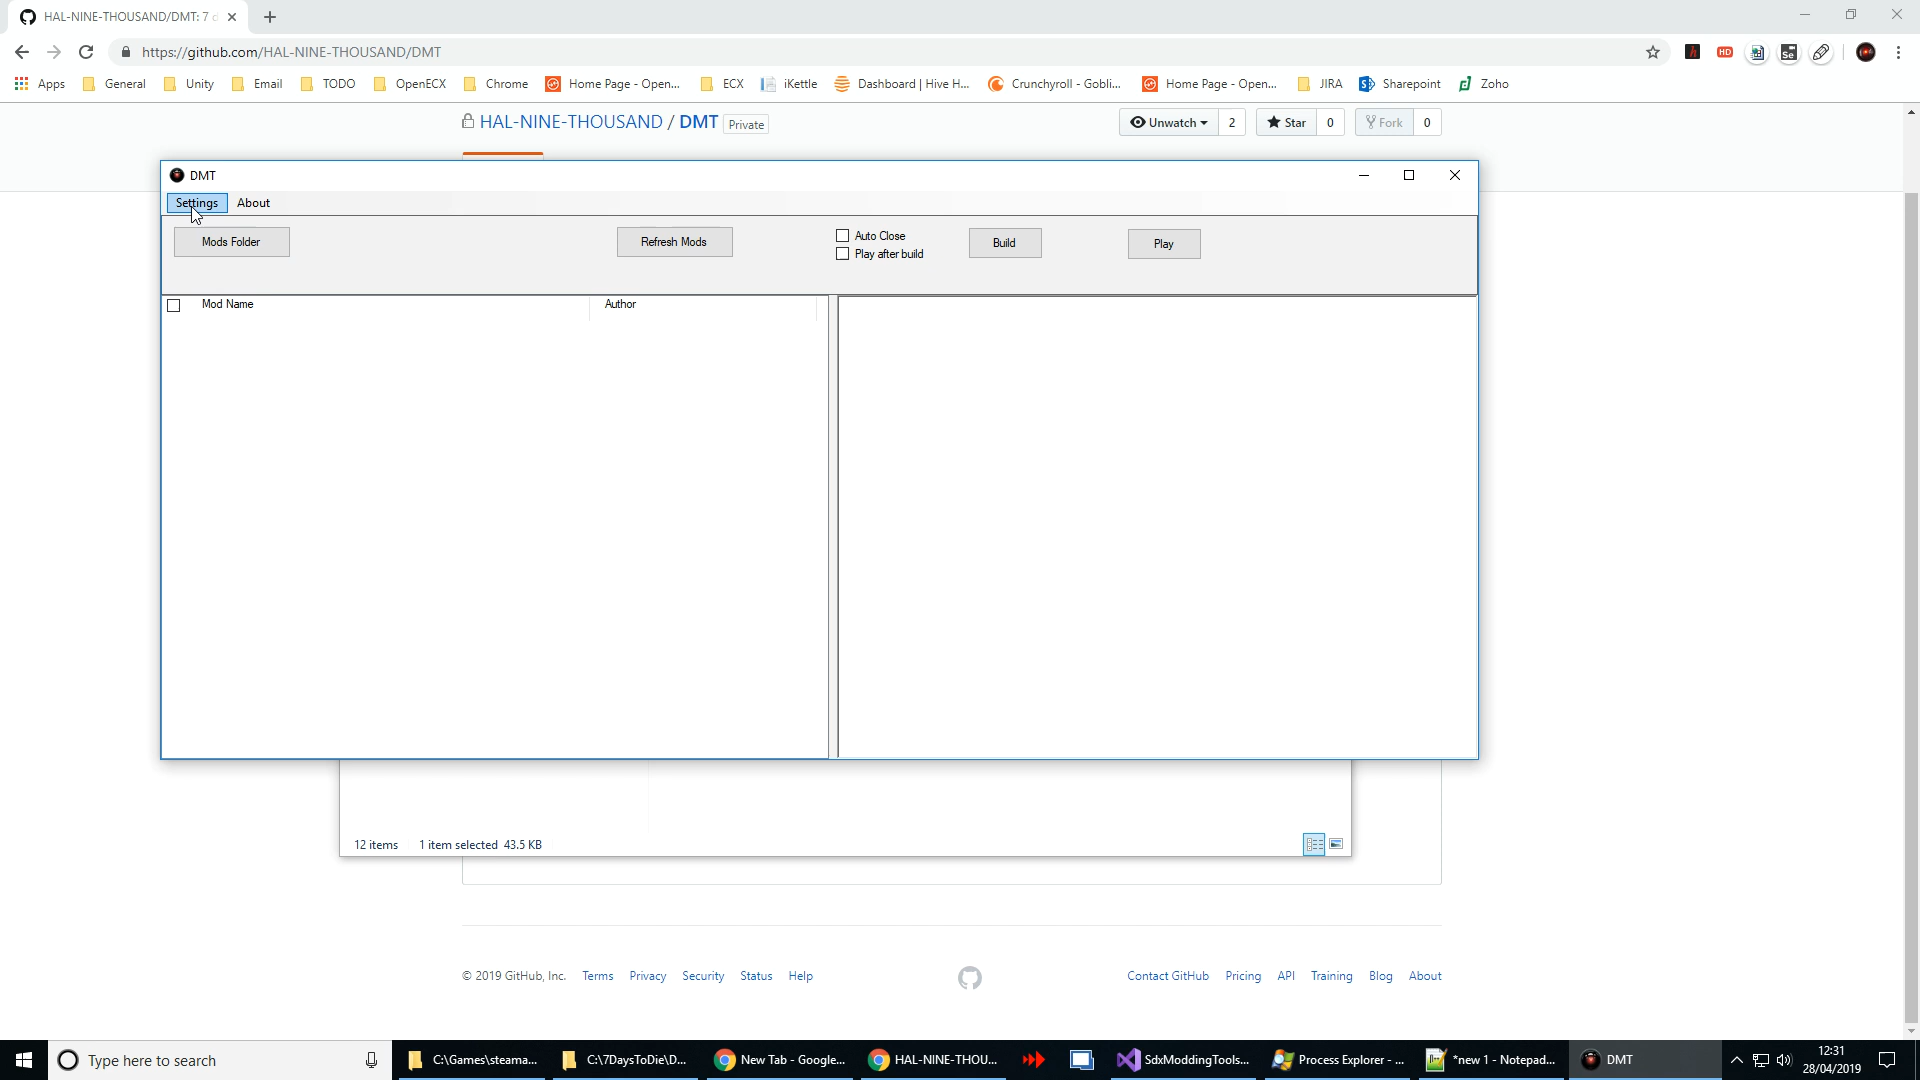 HAL-NINE-THOUSAND/DMT: 7 d
https://github.com/HAL-NINE-THOUSAND/DMT
HD
Se
Apps General Unity Email TODO OpenECX Chrome Home Page - Open... ECX iKettle Dashboard | Hive H... Crunchyroll - Gobli... Home Page - Open... JIRA Sharepoint Zoho
HAL-NINE-THOUSAND / DMT Private
Unwatch 2 Star 0 Fork 0
DMT
Settings About
Mods Folder Refresh Mods Auto Close Build Play
Play after build
Mod Name Author
12 items 1 item selected 43.5 KB
© 2019 GitHub, Inc. Terms Privacy Security Status Help Contact GitHub Pricing API Training Blog About
Type here to search C:\Games\steama... C:\7DaysToDie\D... New Tab - Google... HAL-NINE-THOU... SdxModdingTools... Process Explorer - ... *new 1 - Notepad... DMT
12:31
28/04/2019